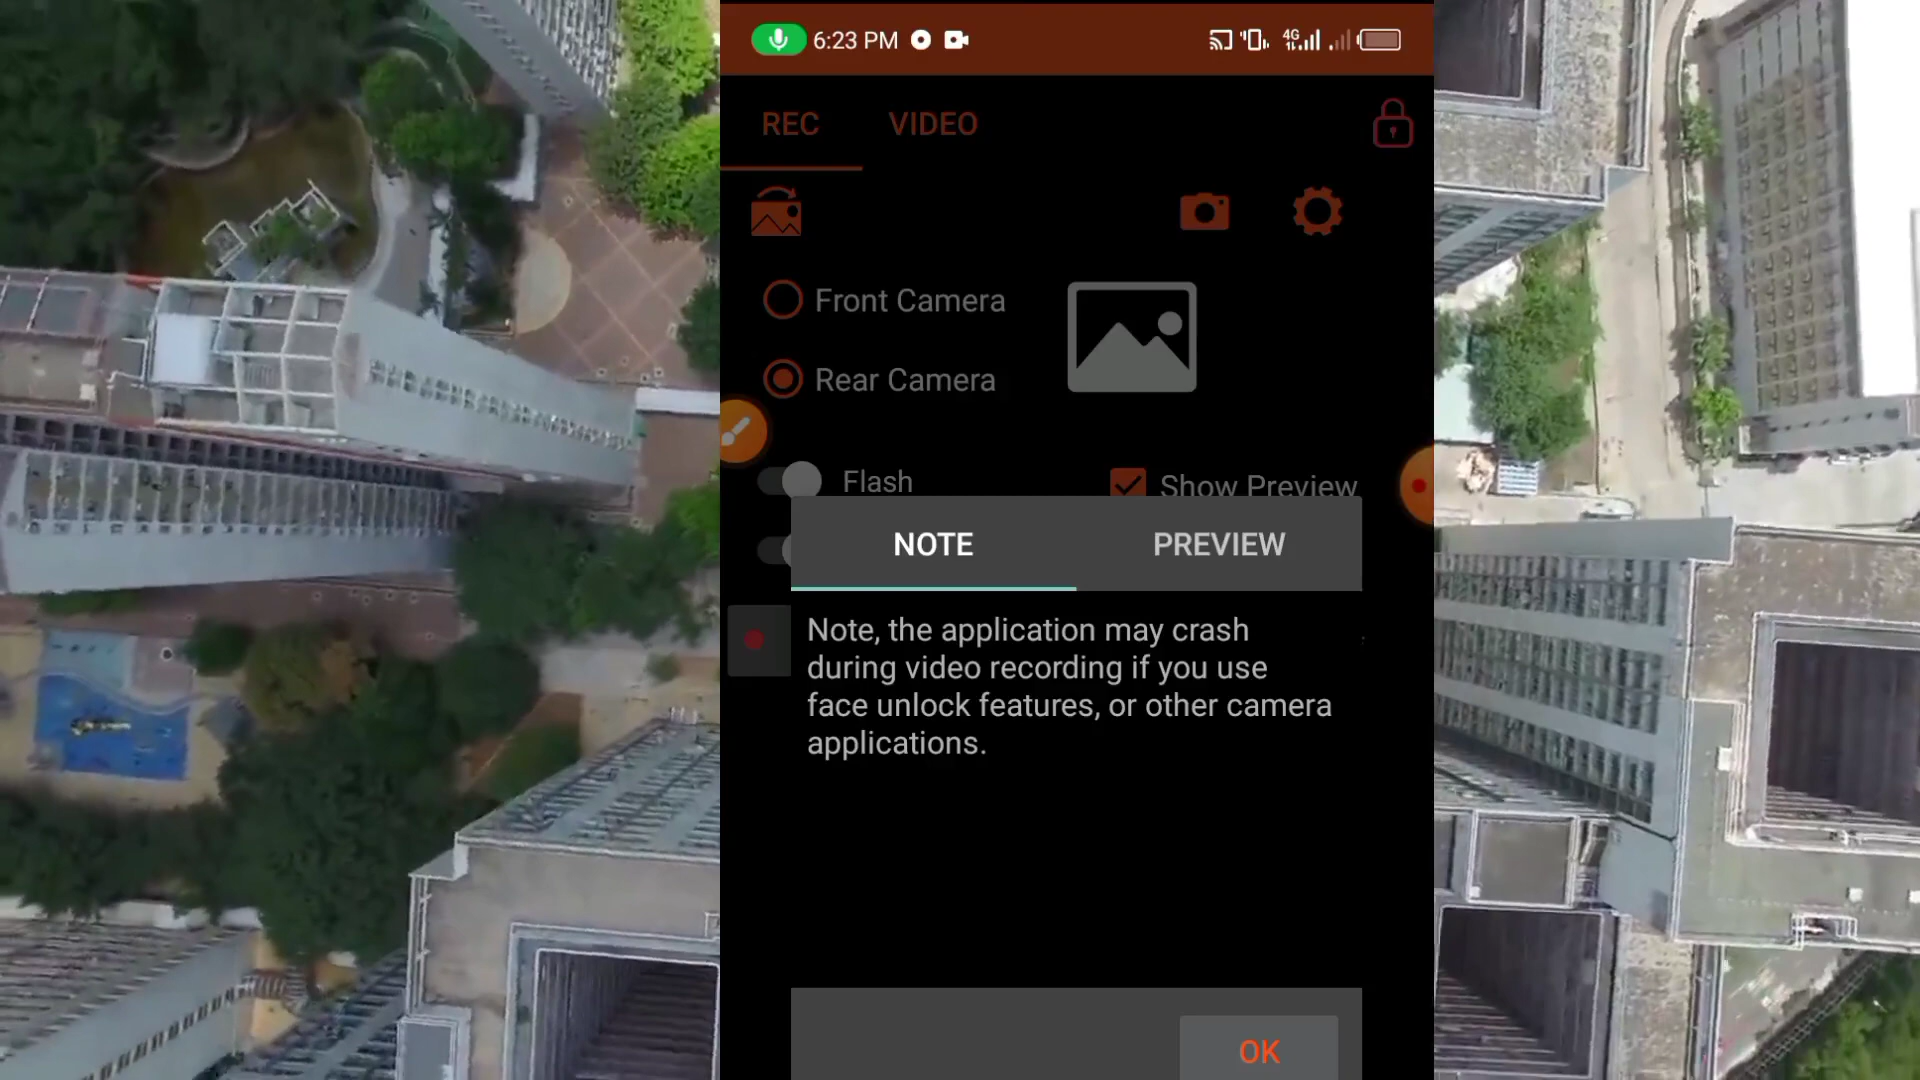 6:23 PM
4G
REC VIDEO
Front Camera
Rear Camera
Flash
Show Preview
NOTE PREVIEW
Note, the application may crash
during video recording if you use
face unlock features, or other camera
applications.
OK